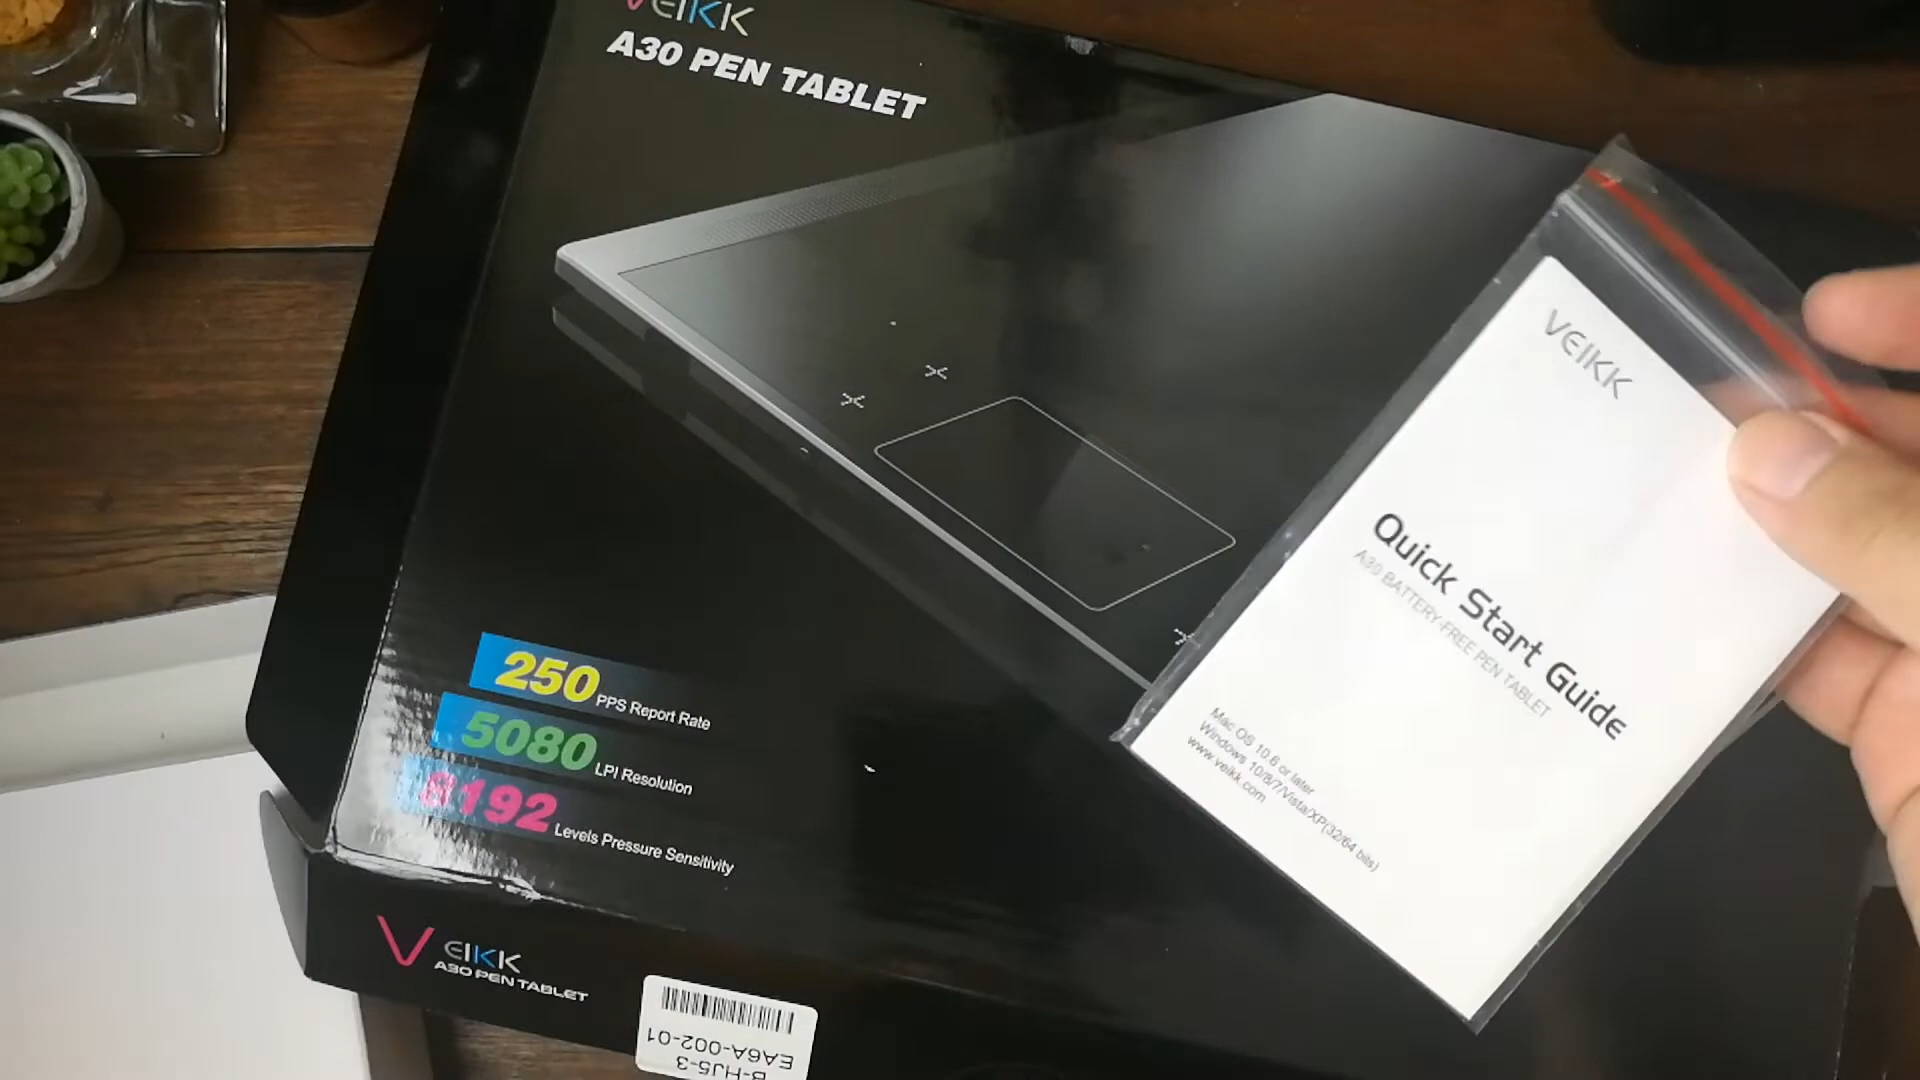 VEIKK
A30 PEN TABLET
VEIKK
Quick Start Guide
A30 BATTERY-FREE PEN TABLET
Mac OS 10.6 or later
Windows 10/8/7/Vista/XP(32/64 bits)
www.veikk.com
250 PPS Report Rate
5080 LPI Resolution
8192 Levels Pressure Sensitivity
VEIKK
A30 PEN TABLET
B-HJ5-3
EA6A-002-01